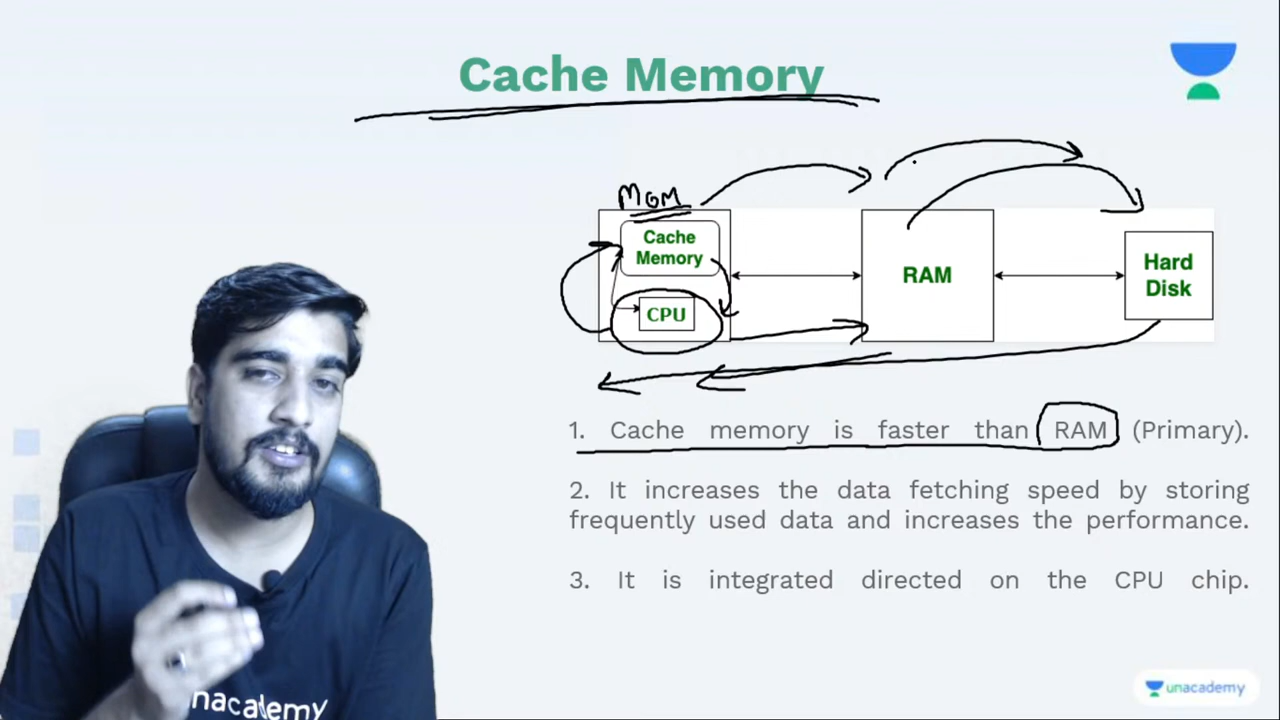 Cache Memory
MOM
Cache
Memory
CPU
RAM
Hard
Disk
1. Cache memory is faster than RAM (Primary).
2. It increases the data fetching speed by storing
frequently used data and increases the performance.
3. It is integrated directed on the CPU chip.
unacademy
unacademy